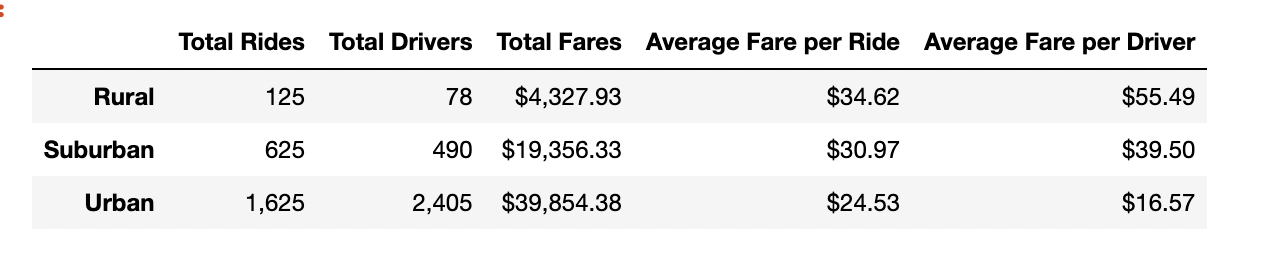 Total Rides Total Drivers Total Fares Average Fare per Ride Average Fare per Driver
Rural 125 78 $4,327.93 $34.62 $55.49
Suburban 625 490 $19,356.33 $30.97 $39.50
Urban 1,625 2,405 $39,854.38 $24.53 $16.57